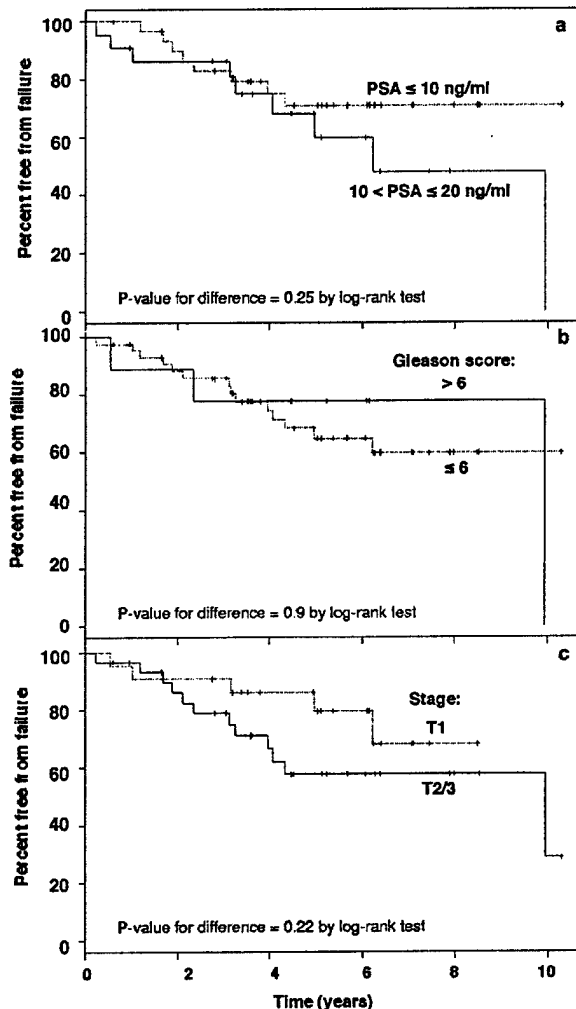 a
100
80
60
40
20
0
Percent free from failure
PSA ≤ 10 ng/ml
10 < PSA ≤ 20 ng/ml
P-value for difference = 0.25 by log-rank test
b
100
80
60
40
20
0
Percent free from failure
Gleason score:
> 6
≤ 6
P-value for difference = 0.9 by log-rank test
c
100
80
60
40
20
0
Percent free from failure
Stage:
T1
T2/3
P-value for difference = 0.22 by log-rank test
0 2 4 6 8 10
Time (years)